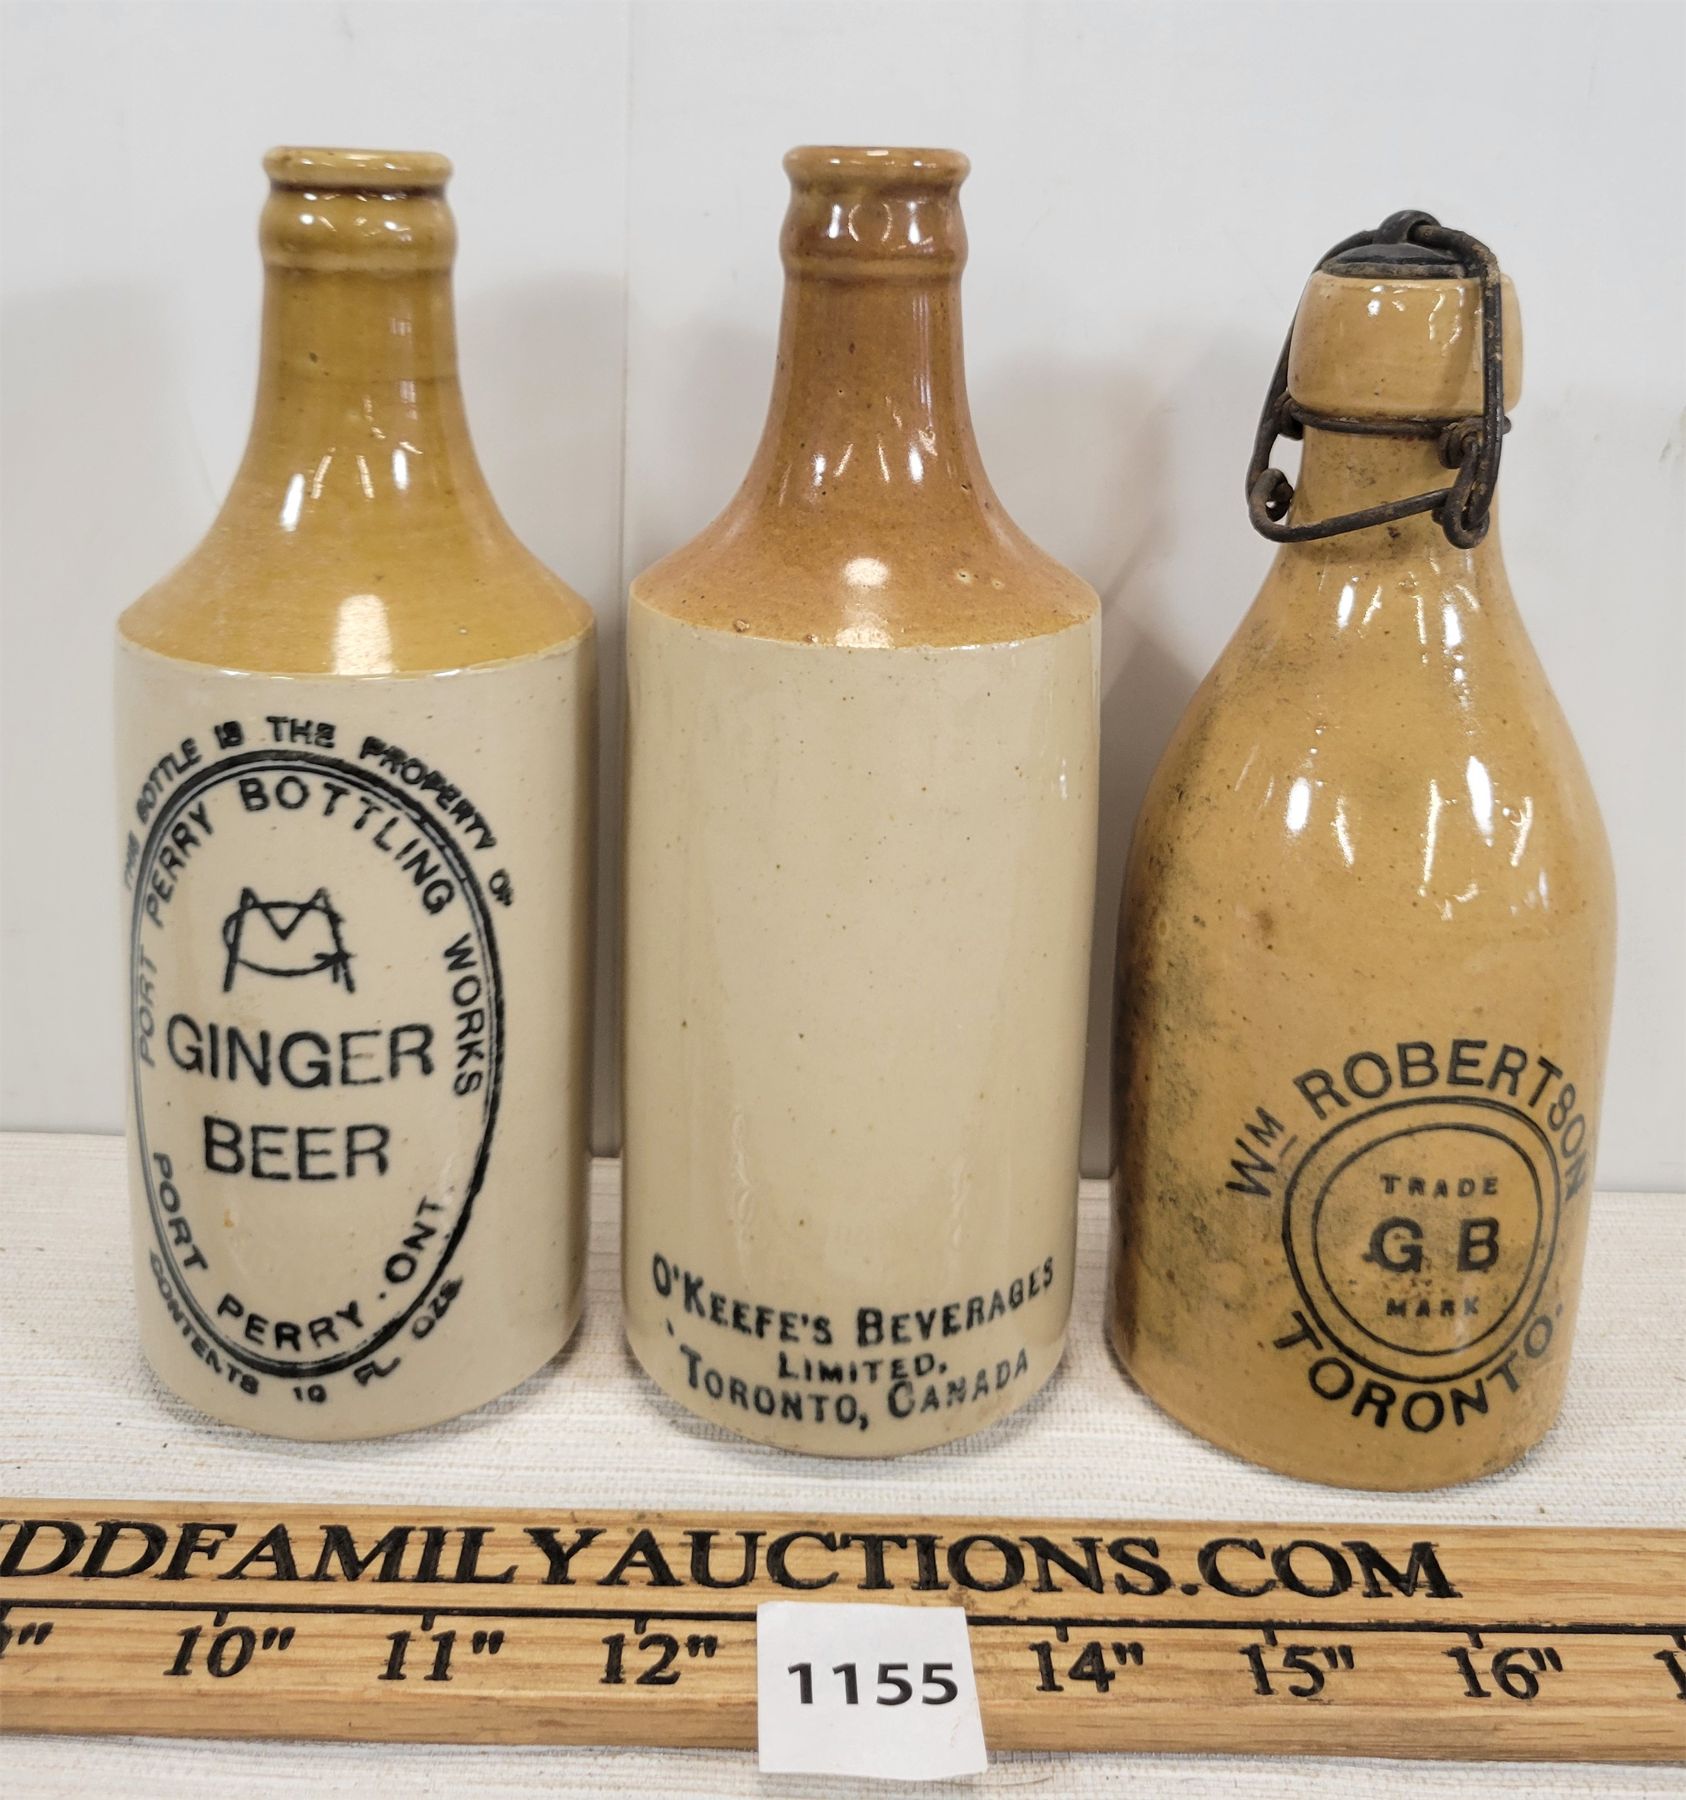 THIS BOTTLE IS THE PROPERTY OF
PORT PERRY BOTTLING WORKS
GINGER
BEER
PORT PERRY. ONT
CONTENTS 10 FL OZS
O'KEEFE'S BEVERAGES
LIMITED.
TORONTO, CANADA
WM ROBERTSON
TRADE
G B
MARK
TORONTO.
DDFAMILYAUCTIONS.COM
10" 11" 12" 14" 15" 16"
1155